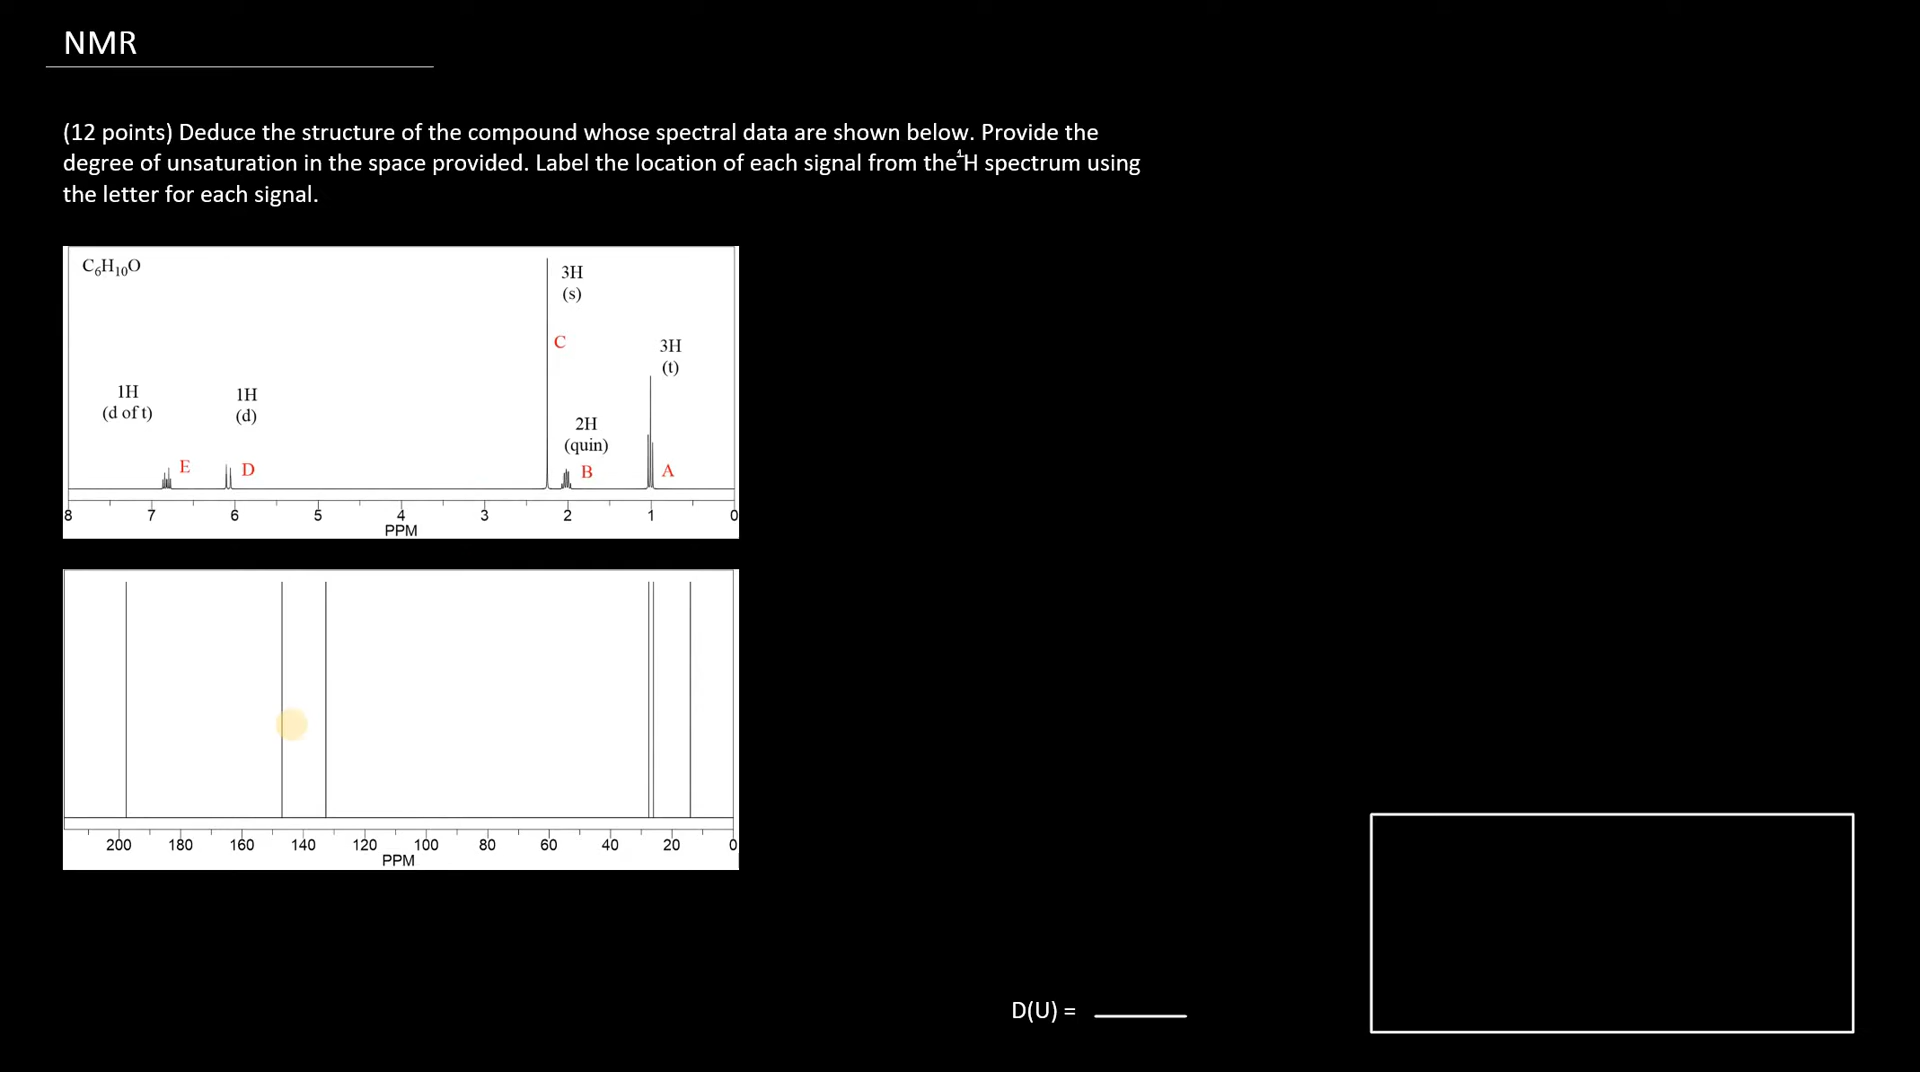 NMR
(12 points) Deduce the structure of the compound whose spectral data are shown below. Provide the
degree of unsaturation in the space provided. Label the location of each signal from the ¹H spectrum using
the letter for each signal.
C₆H₁₀O
3H
(s)
C
3H
(t)
1H
(d of t)
1H
(d)
2H
(quin)
E
D
B
A
8 7 6 5 4 3 2 1 0
PPM
200 180 160 140 120 100 80 60 40 20 0
PPM
D(U) =